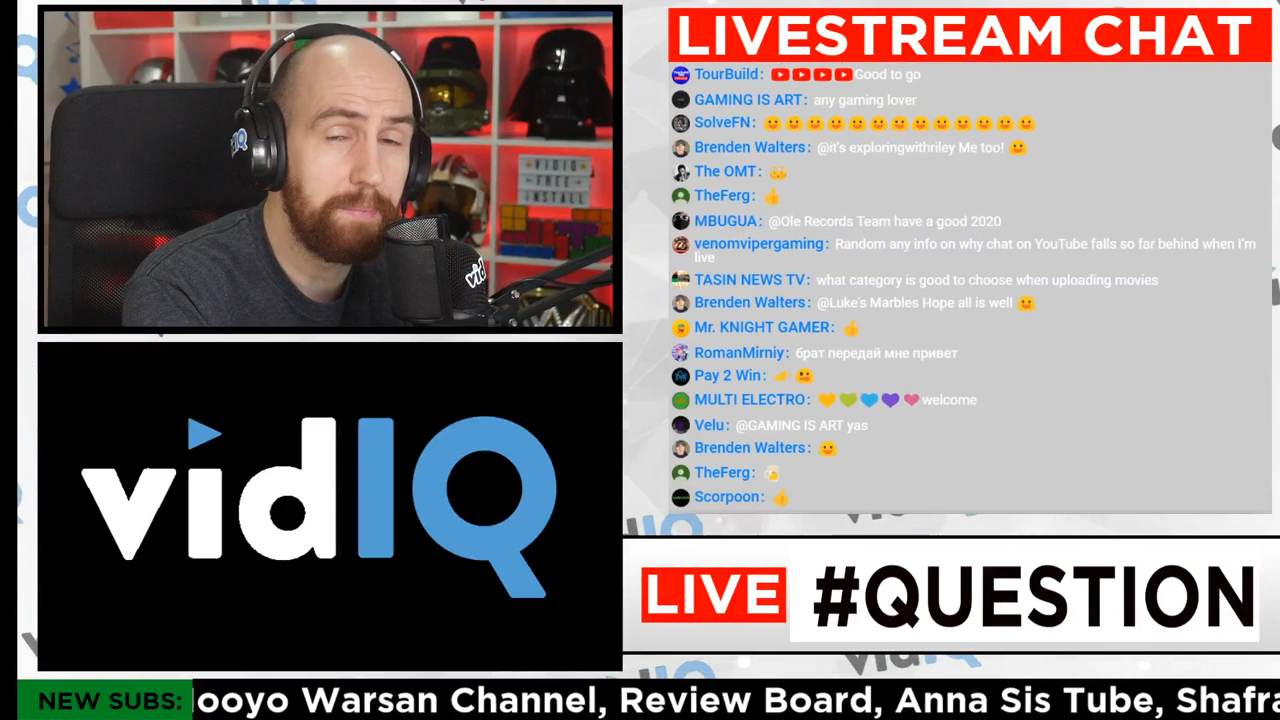 LIVESTREAM CHAT
TourBuild: Good to go
GAMING IS ART: any gaming lover
SolveFN:
Brenden Walters: @it's exploringwithriley Me too!
The OMT:
TheFerg:
MBUGUA: @Ole Records Team have a good 2020
venomvipergaming: Random any info on why chat on YouTube falls so far behind when I'm
live
TASIN NEWS TV: what category is good to choose when uploading movies
Brenden Walters: @Luke's Marbles Hope all is well
Mr. KNIGHT GAMER:
RomanMirniy: брат передай мне привет
Pay 2 Win:
MULTI ELECTRO: welcome
Velu: @GAMING IS ART yas
Brenden Walters:
TheFerg:
Scorpoon:
VIDIQ
FREE
INSTALL
vid
vidIQ
LIVE #QUESTION
NEW SUBS: ooyo Warsan Channel, Review Board, Anna Sis Tube, Shafra